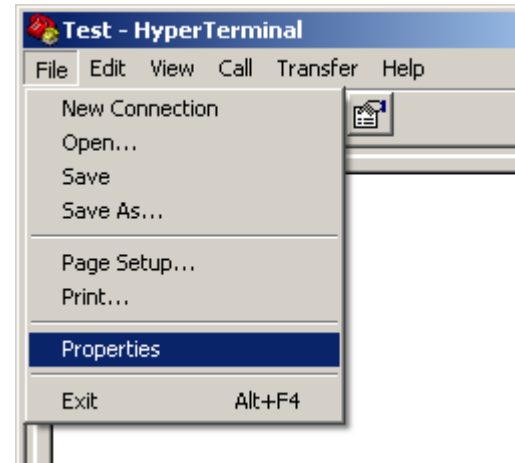 Test - HyperTerminal
File Edit View Call Transfer Help
New Connection
Open...
Save
Save As...
Page Setup...
Print...
Properties
Exit Alt+F4